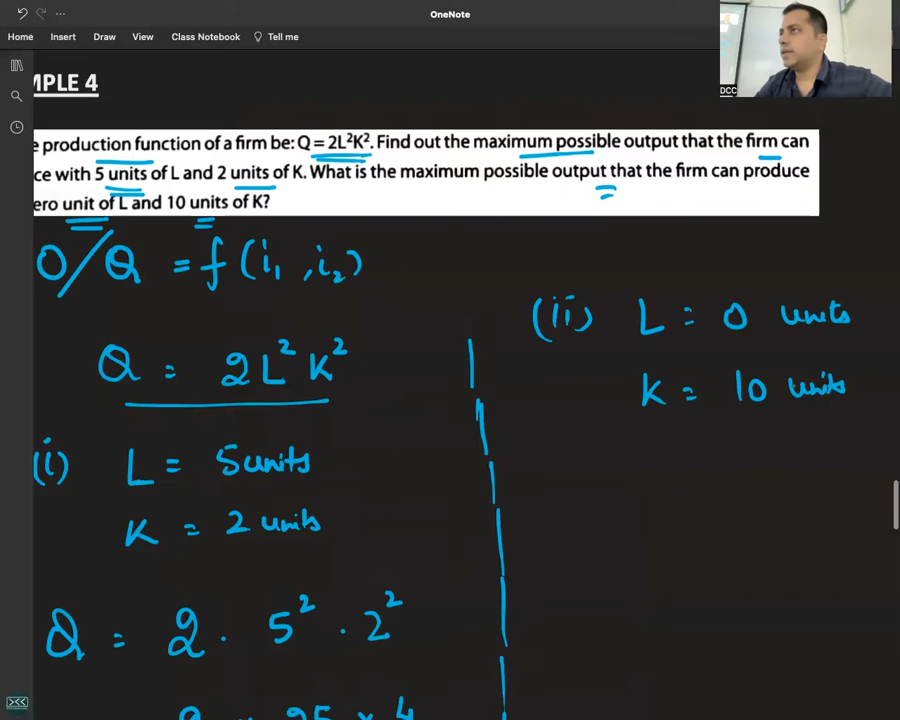 OneNote
Home Insert Draw View Class Notebook Tell me
DCC
MPLE 4
e production function of a firm be: Q = 2L²K². Find out the maximum possible output that the firm can
ce with 5 units of L and 2 units of K. What is the maximum possible output that the firm can produce
ero unit of L and 10 units of K?
O/Q = f(i₁, i₂)
Q = 2L²K²
(i) L = 5 units
K = 2 units
Q = 2 · 5² · 2²
2 × 25 × 4
(ii) L = 0 units
K = 10 units